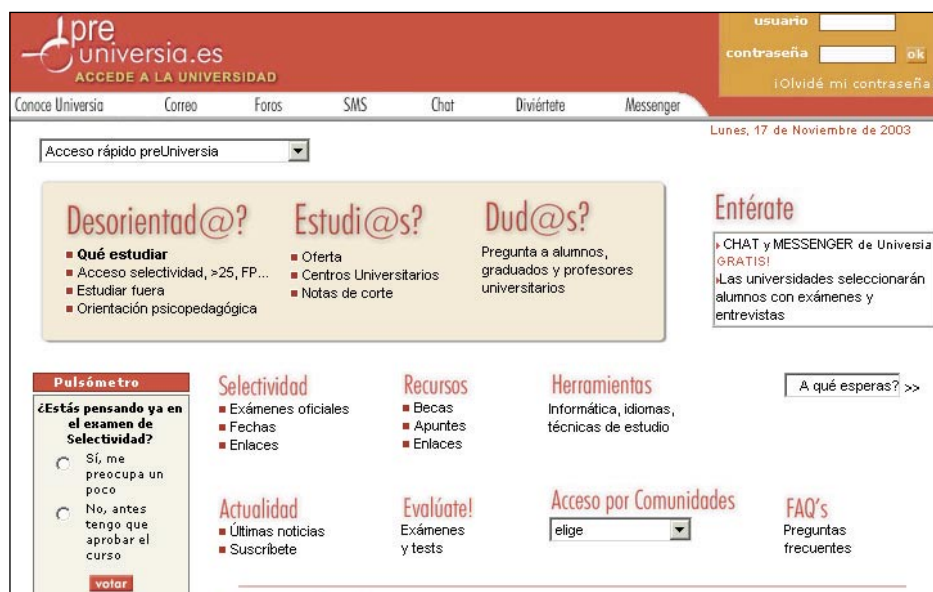 pre
universia.es
ACCEDE A LA UNIVERSIDAD
usuario
contraseña
ok
¡Olvidé mi contraseña
Conoce Universia Correo Foros SMS Chat Diviértete Messenger
Lunes, 17 de Noviembre de 2003
Acceso rápido preUniversia
Desorientad@?
Qué estudiar
Acceso selectividad, >25, FP...
Estudiar fuera
Orientación psicopedagógica
Estudi@s?
Oferta
Centros Universitarios
Notas de corte
Dud@s?
Pregunta a alumnos,
graduados y profesores
universitarios
Entérate
CHAT y MESSENGER de Universia
GRATIS!
Las universidades seleccionarán
alumnos con exámenes y
entrevistas
Pulsómetro
¿Estás pensando ya en
el examen de
Selectividad?
Sí, me
preocupa un
poco
No, antes
tengo que
aprobar el
curso
votar
Selectividad
Exámenes oficiales
Fechas
Enlaces
Recursos
Becas
Apuntes
Enlaces
Herramientas
Informática, idiomas,
técnicas de estudio
A qué esperas? >>
Actualidad
Últimas noticias
Suscríbete
Evalúate!
Exámenes
y tests
Acceso por Comunidades
elige
FAQ's
Preguntas
frecuentes